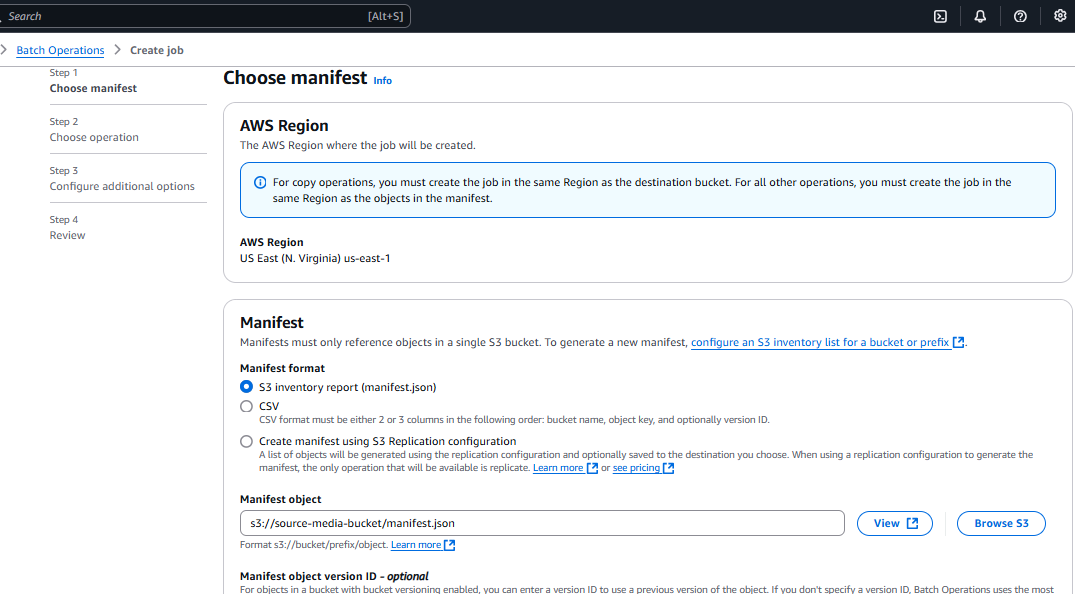 Search [Alt+S]
Batch Operations Create job
Step 1
Choose manifest
Step 2
Choose operation
Step 3
Configure additional options
Step 4
Review
Choose manifest Info
AWS Region
The AWS Region where the job will be created.
For copy operations, you must create the job in the same Region as the destination bucket. For all other operations, you must create the job in the
same Region as the objects in the manifest.
AWS Region
US East (N. Virginia) us-east-1
Manifest
Manifests must only reference objects in a single S3 bucket. To generate a new manifest, configure an S3 inventory list for a bucket or prefix.
Manifest format
S3 inventory report (manifest.json)
CSV
CSV format must be either 2 or 3 columns in the following order: bucket name, object key, and optionally version ID.
Create manifest using S3 Replication configuration
A list of objects will be generated using the replication configuration and optionally saved to the destination you choose. When using a replication configuration to generate the
manifest, the only operation that will be available is replicate. Learn more or see pricing
Manifest object
s3://source-media-bucket/manifest.json
View
Browse S3
Format s3://bucket/prefix/object. Learn more
Manifest object version ID - optional
For objects in a bucket with bucket versioning enabled, you can enter a version ID to use a previous version of the object. If you don't specify a version ID, Batch Operations uses the most